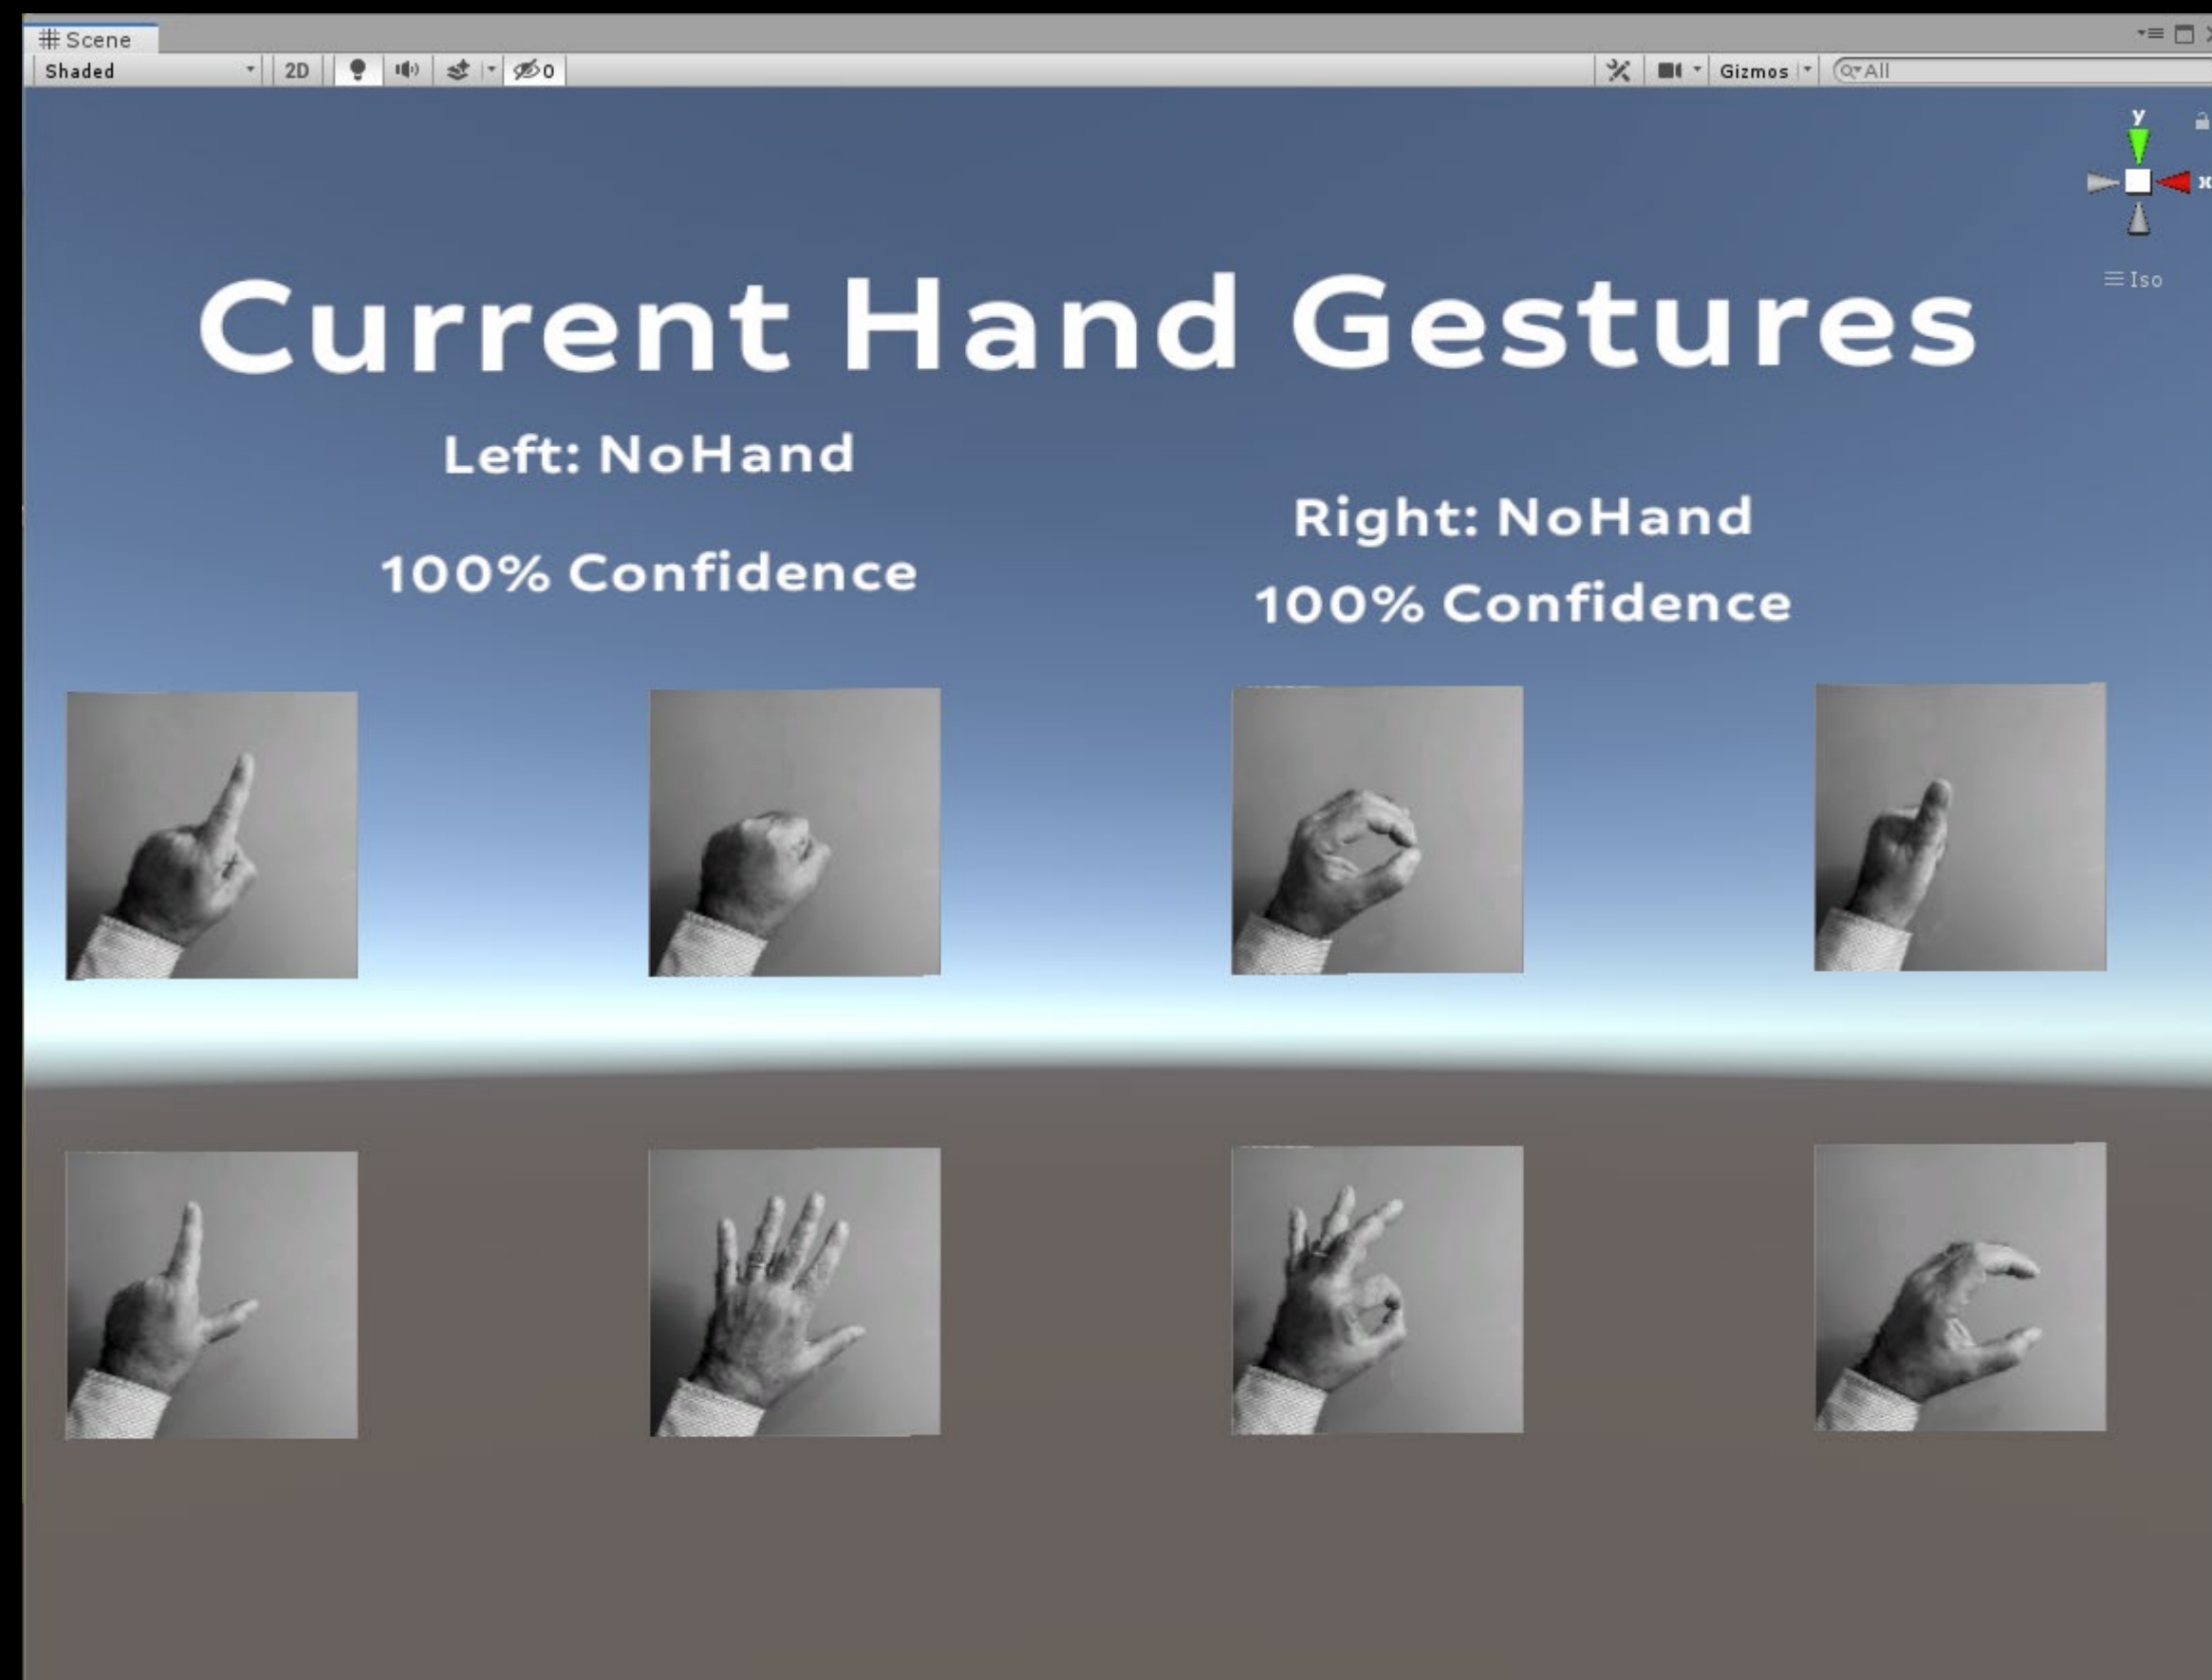 Scene
Shaded 2D 0 Gizmos All
y
x
Iso
Current Hand Gestures
Left: NoHand
100% Confidence
Right: NoHand
100% Confidence